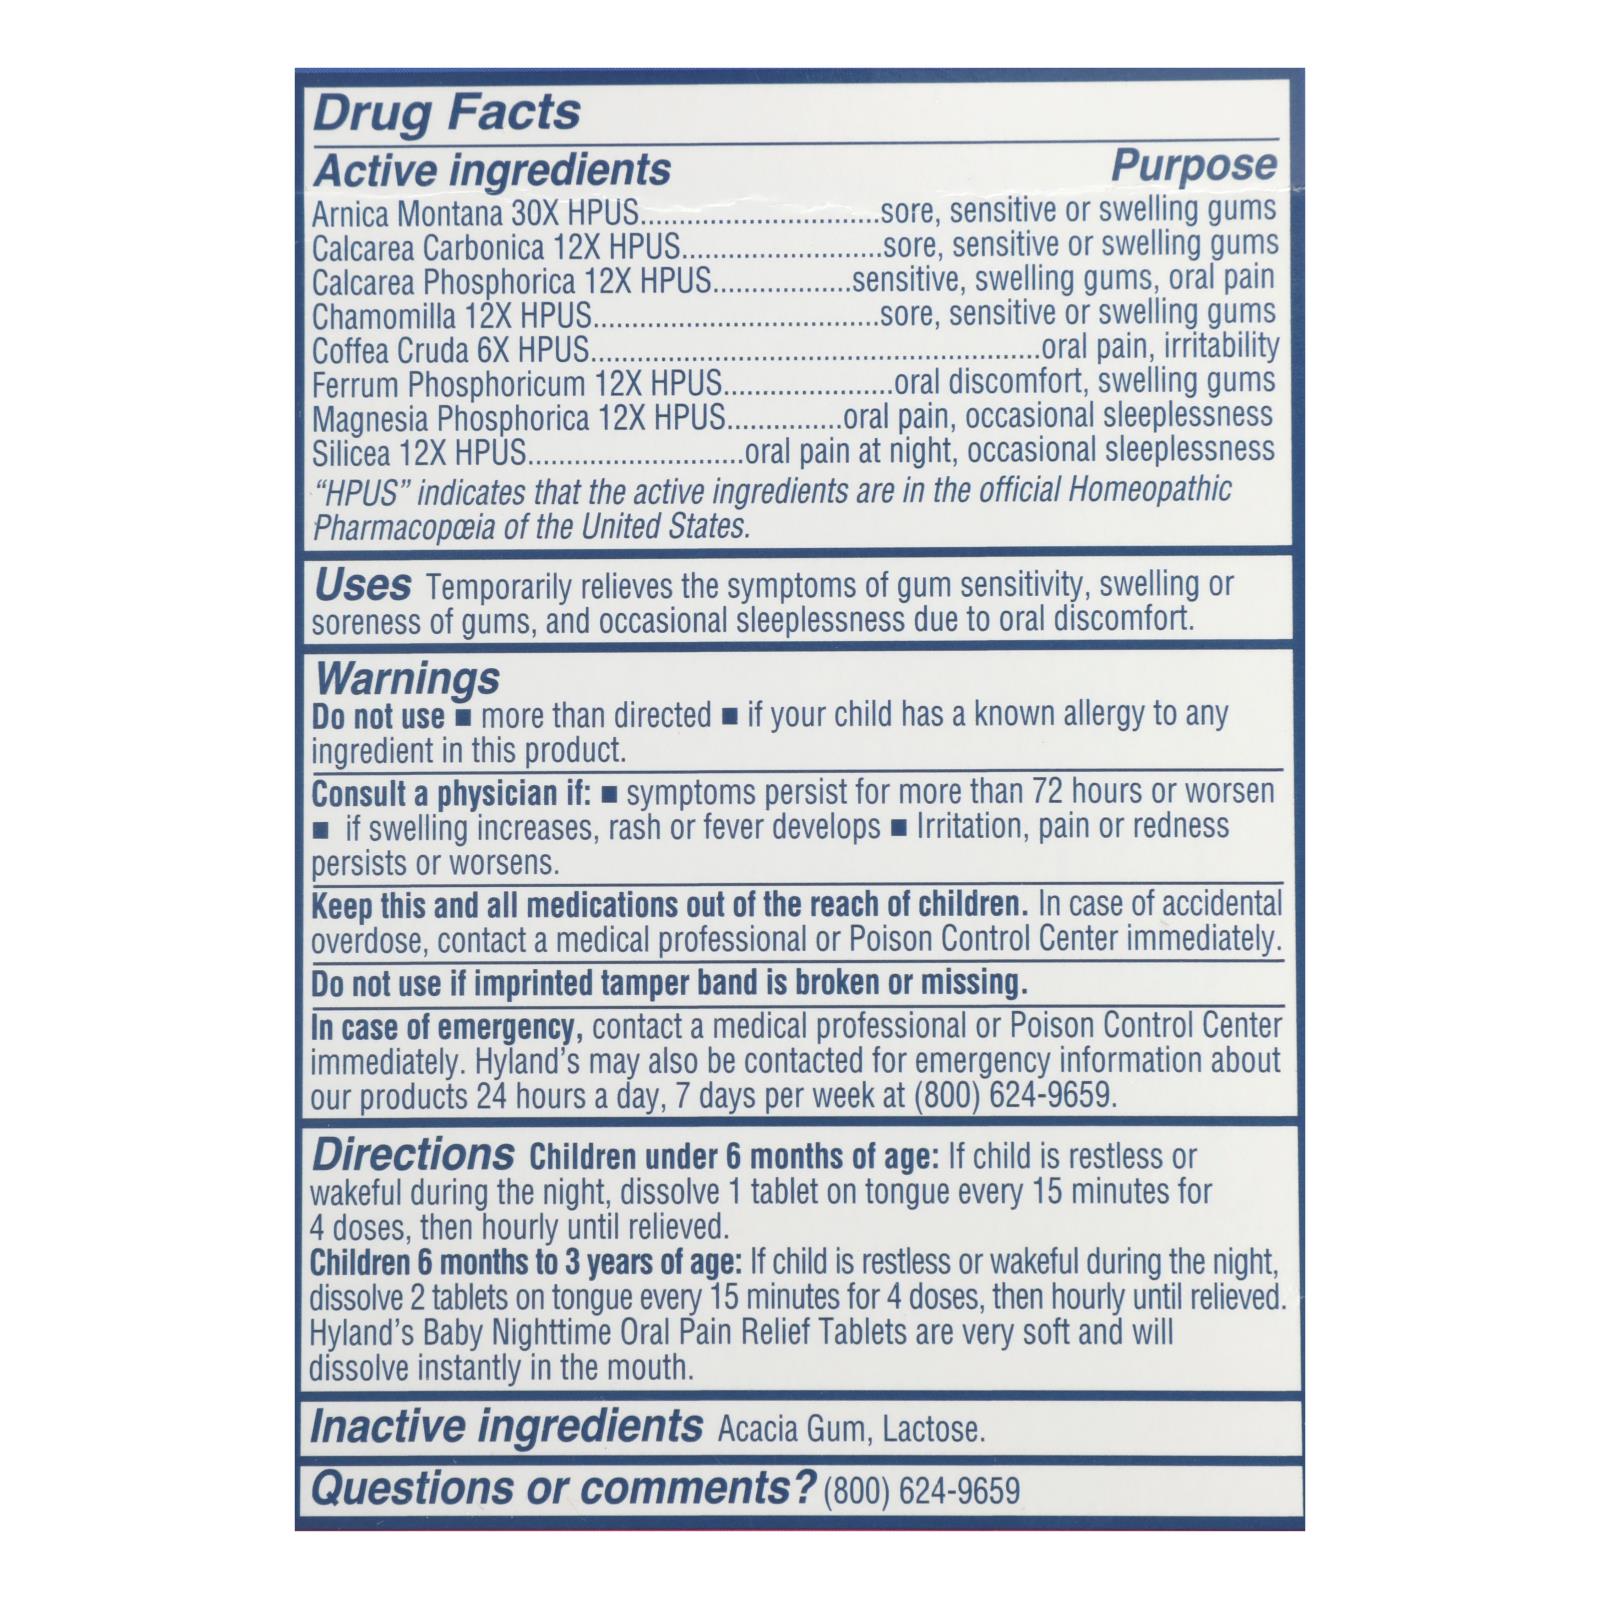 Drug Facts
Active ingredients Purpose
Arnica Montana 30X HPUS..............................sore, sensitive or swelling gums
Calcarea Carbonica 12X HPUS.........................sore, sensitive or swelling gums
Calcarea Phosphorica 12X HPUS..................sensitive, swelling gums, oral pain
Chamomilla 12X HPUS....................................sore, sensitive or swelling gums
Coffea Cruda 6X HPUS.........................................................oral pain, irritability
Ferrum Phosphoricum 12X HPUS.....................oral discomfort, swelling gums
Magnesia Phosphorica 12X HPUS...............oral pain, occasional sleeplessness
Silicea 12X HPUS............................oral pain at night, occasional sleeplessness
“HPUS” indicates that the active ingredients are in the official Homeopathic
Pharmacopœia of the United States.
Uses Temporarily relieves the symptoms of gum sensitivity, swelling or
soreness of gums, and occasional sleeplessness due to oral discomfort.
Warnings
Do not use ■ more than directed ■ if your child has a known allergy to any
ingredient in this product.
Consult a physician if: ■ symptoms persist for more than 72 hours or worsen
■ if swelling increases, rash or fever develops ■ Irritation, pain or redness
persists or worsens.
Keep this and all medications out of the reach of children. In case of accidental
overdose, contact a medical professional or Poison Control Center immediately.
Do not use if imprinted tamper band is broken or missing.
In case of emergency, contact a medical professional or Poison Control Center
immediately. Hyland’s may also be contacted for emergency information about
our products 24 hours a day, 7 days per week at (800) 624-9659.
Directions Children under 6 months of age: If child is restless or
wakeful during the night, dissolve 1 tablet on tongue every 15 minutes for
4 doses, then hourly until relieved.
Children 6 months to 3 years of age: If child is restless or wakeful during the night,
dissolve 2 tablets on tongue every 15 minutes for 4 doses, then hourly until relieved.
Hyland’s Baby Nighttime Oral Pain Relief Tablets are very soft and will
dissolve instantly in the mouth.
Inactive ingredients Acacia Gum, Lactose.
Questions or comments? (800) 624-9659